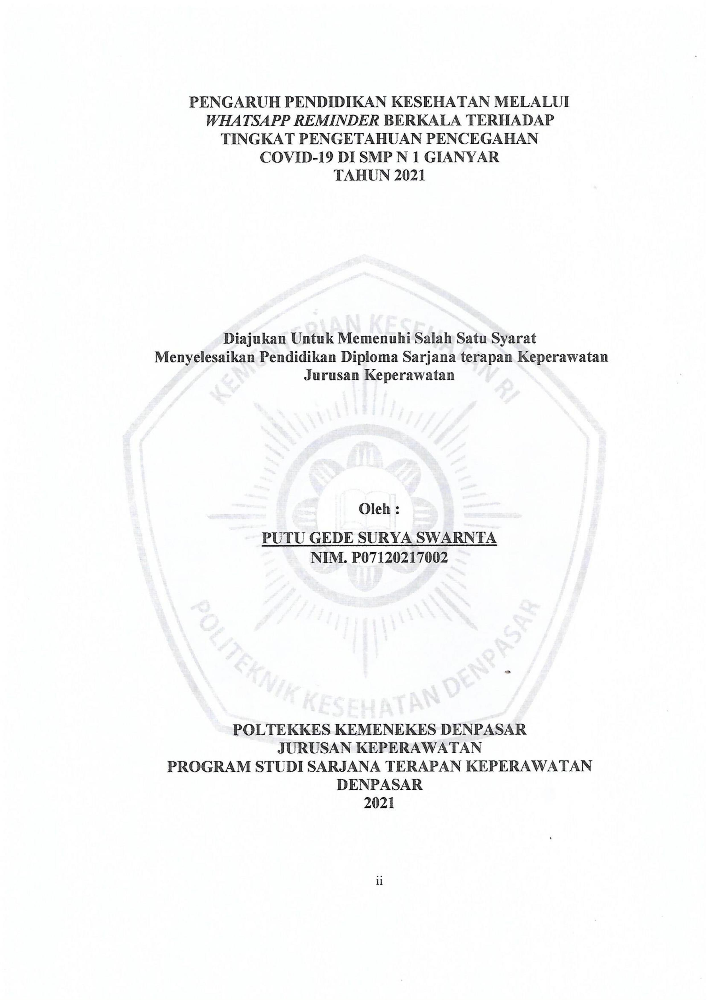 PENGARUH PENDIDIKAN KESEHATAN MELALUI
WHATSAPP REMINDER BERKALA TERHADAP
TINGKAT PENGETAHUAN PENCEGAHAN
COVID-19 DI SMP N 1 GIANYAR
TAHUN 2021
KEMENTERIAN KESEHATAN RI
Diajukan Untuk Memenuhi Salah Satu Syarat
Menyelesaikan Pendidikan Diploma Sarjana terapan Keperawatan
Jurusan Keperawatan
Oleh :
PUTU GEDE SURYA SWARNTA
NIM. P07120217002
POLITEKNIK KESEHATAN DENPASAR
POLTEKKES KEMENEKES DENPASAR
JURUSAN KEPERAWATAN
PROGRAM STUDI SARJANA TERAPAN KEPERAWATAN
DENPASAR
2021
ii